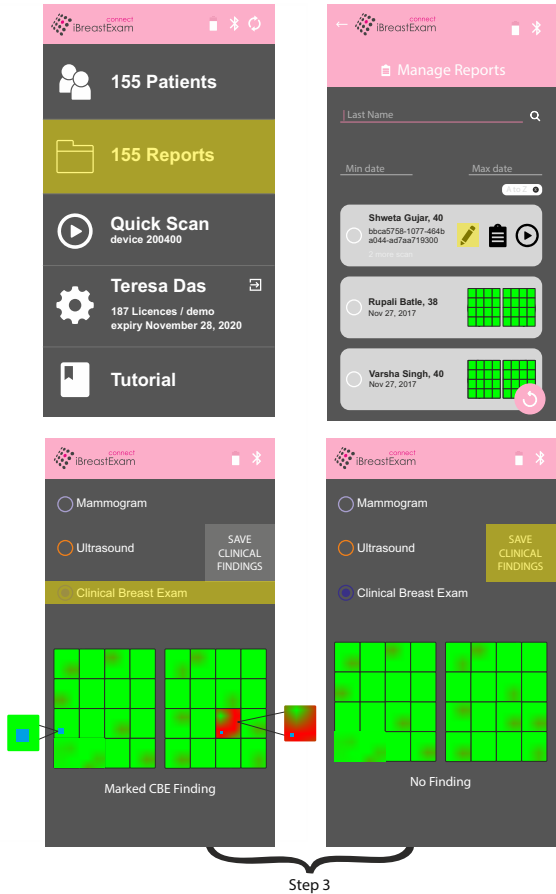 connect
iBreastExam
155 Patients
155 Reports
Quick Scan
device 200400
Teresa Das
187 Licences / demo
expiry November 28, 2020
Tutorial
connect
iBreastExam
Manage Reports
Last Name
Min date
Max date
A to Z
Shweta Gujar, 40
bbca5758-1077-464b
a044-ad7aa719300
2 more scan
Rupali Batle, 38
Nov 27, 2017
Varsha Singh, 40
Nov 27, 2017
connect
iBreastExam
Mammogram
Ultrasound
SAVE
CLINICAL
FINDINGS
Clinical Breast Exam
Marked CBE Finding
connect
iBreastExam
Mammogram
Ultrasound
SAVE
CLINICAL
FINDINGS
Clinical Breast Exam
No Finding
Step 3